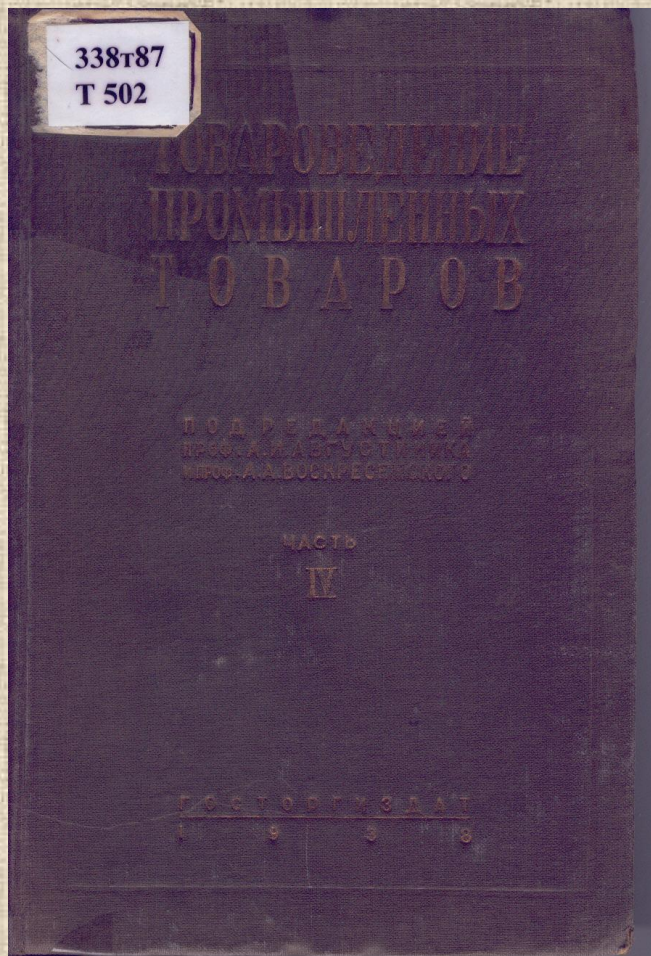 338т87
Т 502
ТОВАРОВЕДЕНИЕ
ПРОМЫШЛЕННЫХ
ТОВАРОВ
ПОД РЕДАКЦИЕЙ
ПРОФ. А.И. АВГУСТИНИКА
И ПРОФ. А.А. ВОСКРЕСЕНСКОГО
ЧАСТЬ
IV
ГОСТОРГИЗДАТ
1938